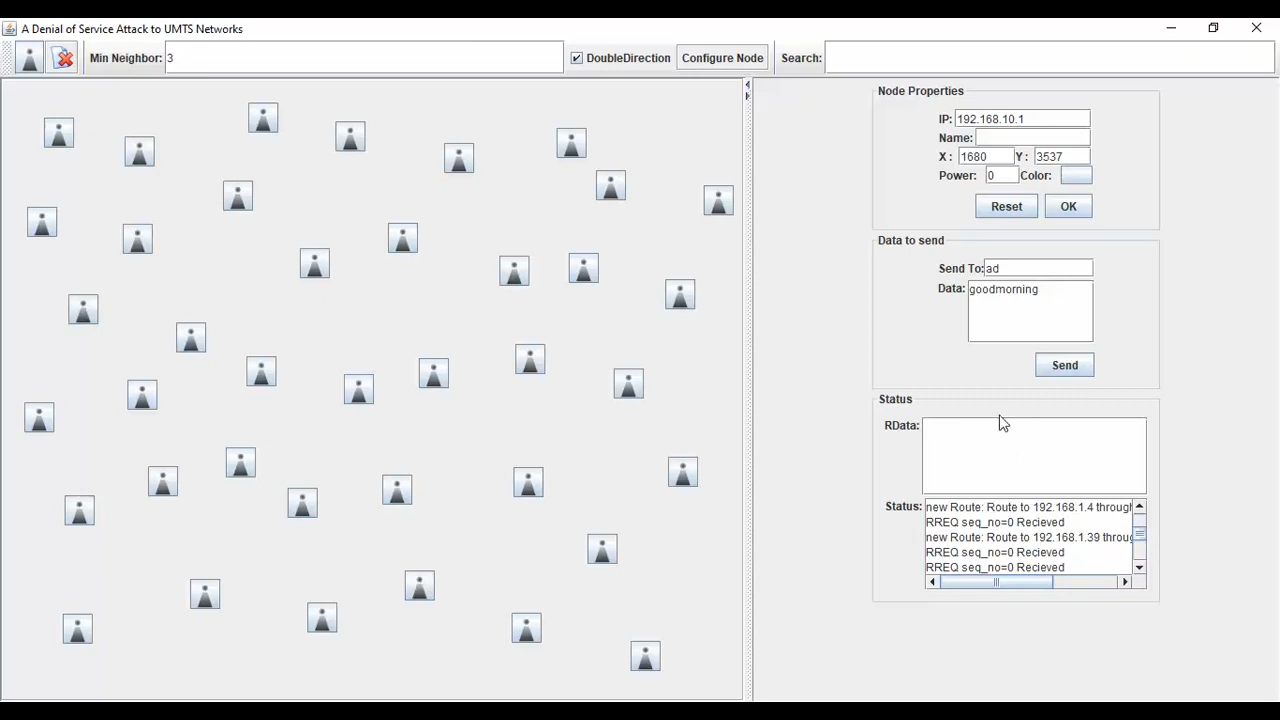 A Denial of Service Attack to UMTS Networks
Min Neighbor: 3 DoubleDirection Configure Node Search:
Node Properties
IP: 192.168.10.1
Name:
X : 1680 Y : 3537
Power: 0 Color:
Reset OK
Data to send
Send To: ad
Data: goodmorning
Send
Status
RData:
Status: new Route: Route to 192.168.1.4 through
RREQ seq_no=0 Recieved
new Route: Route to 192.168.1.39 throug
RREQ seq_no=0 Recieved
RREQ seq_no=0 Recieved